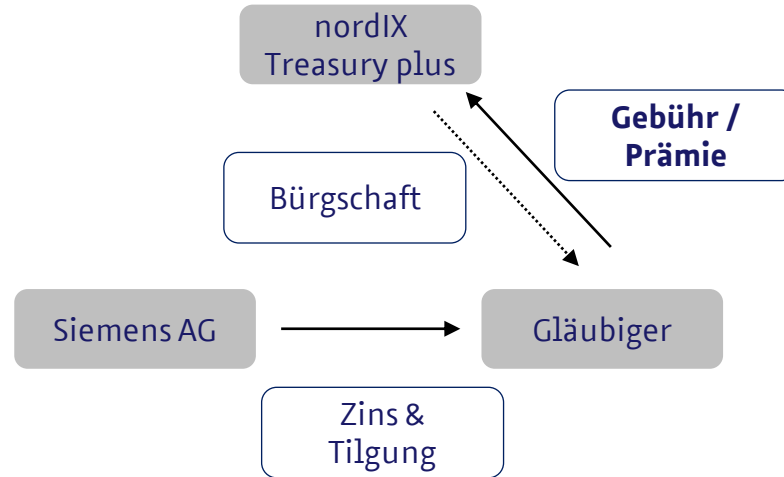 nordIX
Treasury plus
Gebühr /
Prämie
Bürgschaft
Siemens AG
Gläubiger
Zins &
Tilgung